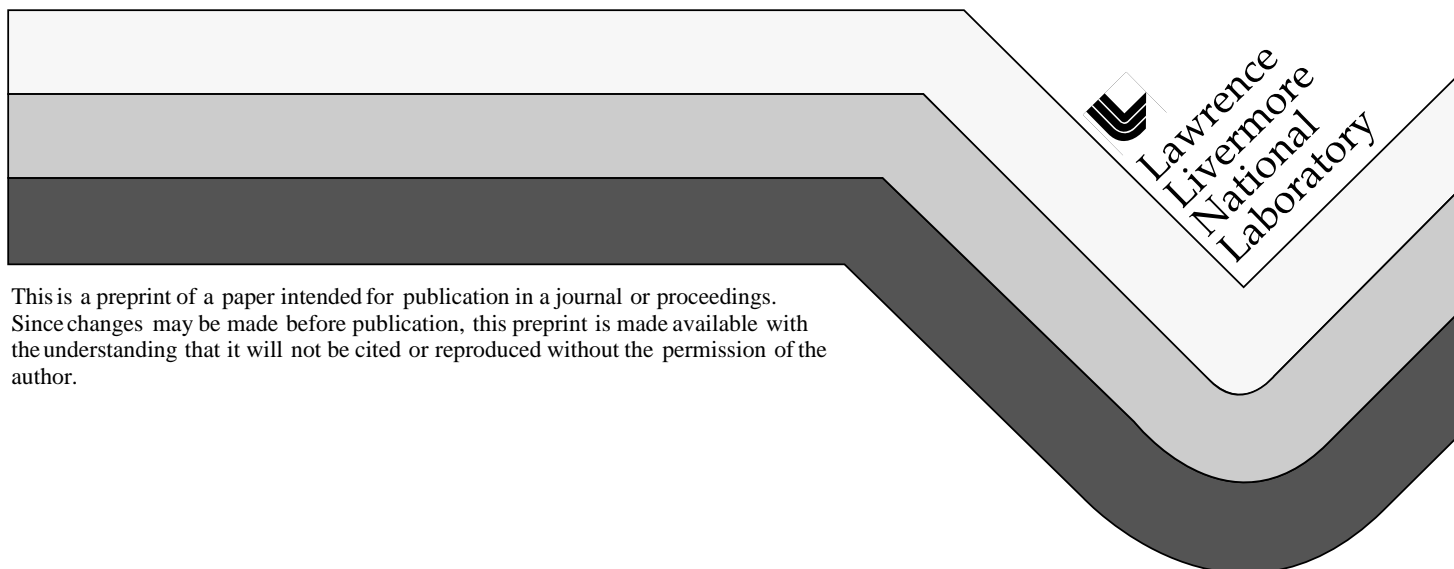 Lawrence
Livermore
National
Laboratory
This is a preprint of a paper intended for publication in a journal or proceedings.
Since changes may be made before publication, this preprint is made available with
the understanding that it will not be cited or reproduced without the permission of the
author.